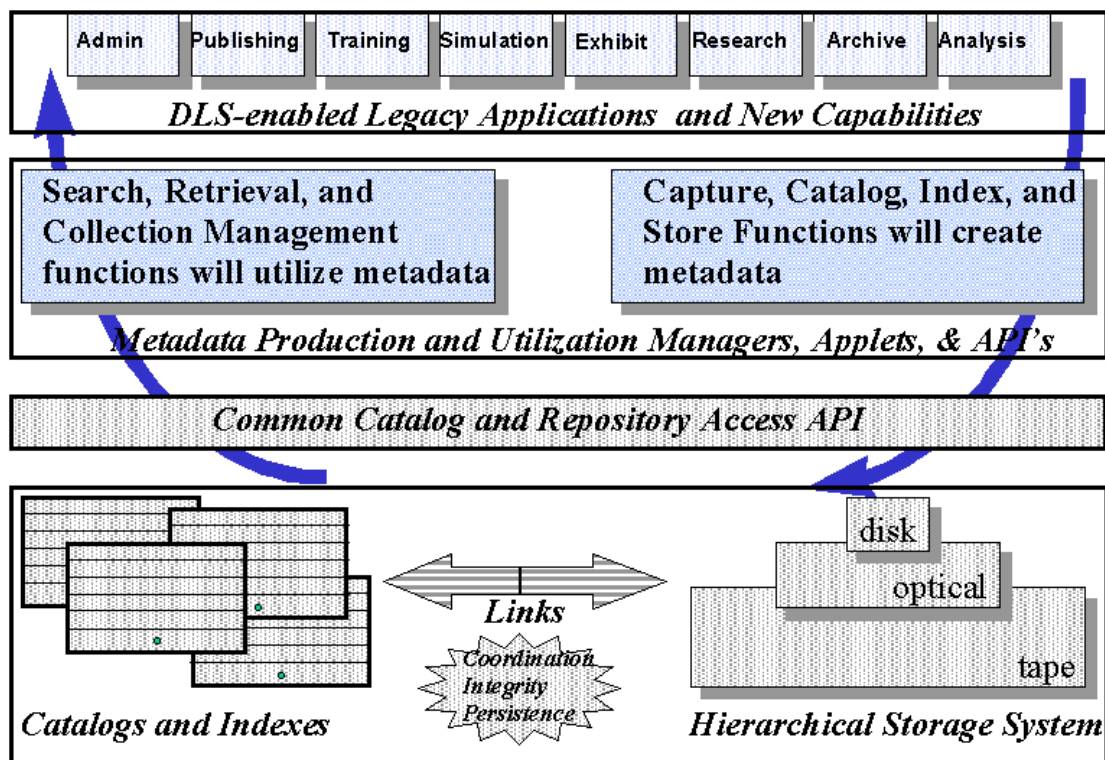 Admin Publishing Training Simulation Exhibit Research Archive Analysis
DLS-enabled Legacy Applications and New Capabilities
Search, Retrieval, and
Collection Management
functions will utilize metadata
Capture, Catalog, Index, and
Store Functions will create
metadata
Metadata Production and Utilization Managers, Applets, & API's
Common Catalog and Repository Access API
Links
Coordination
Integrity
Persistence
Catalogs and Indexes
disk
optical
tape
Hierarchical Storage System